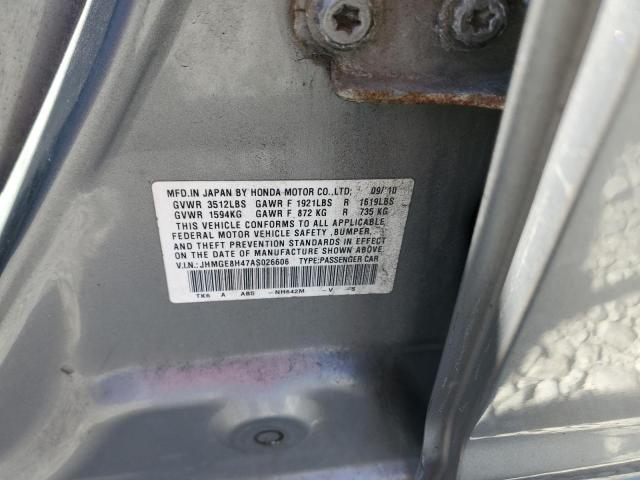 MFD.IN JAPAN BY HONDA MOTOR CO.,LTD; 09/'10
GVWR 3512LBS GAWR F 1921LBS R 1619LBS
GVWR 1594KG GAWR F 872 KG R 735 KG
THIS VEHICLE CONFORMS TO ALL APPLICABLE
FEDERAL MOTOR VEHICLE SAFETY ,BUMPER,
AND THEFT PREVENTION STANDARDS IN EFFECT
ON THE DATE OF MANUFACTURE SHOWN ABOVE.
V.I.N.: JHMGE8H47AS026606 TYPE:PASSENGER CAR
TK6 A A8S -NH642M -V -S